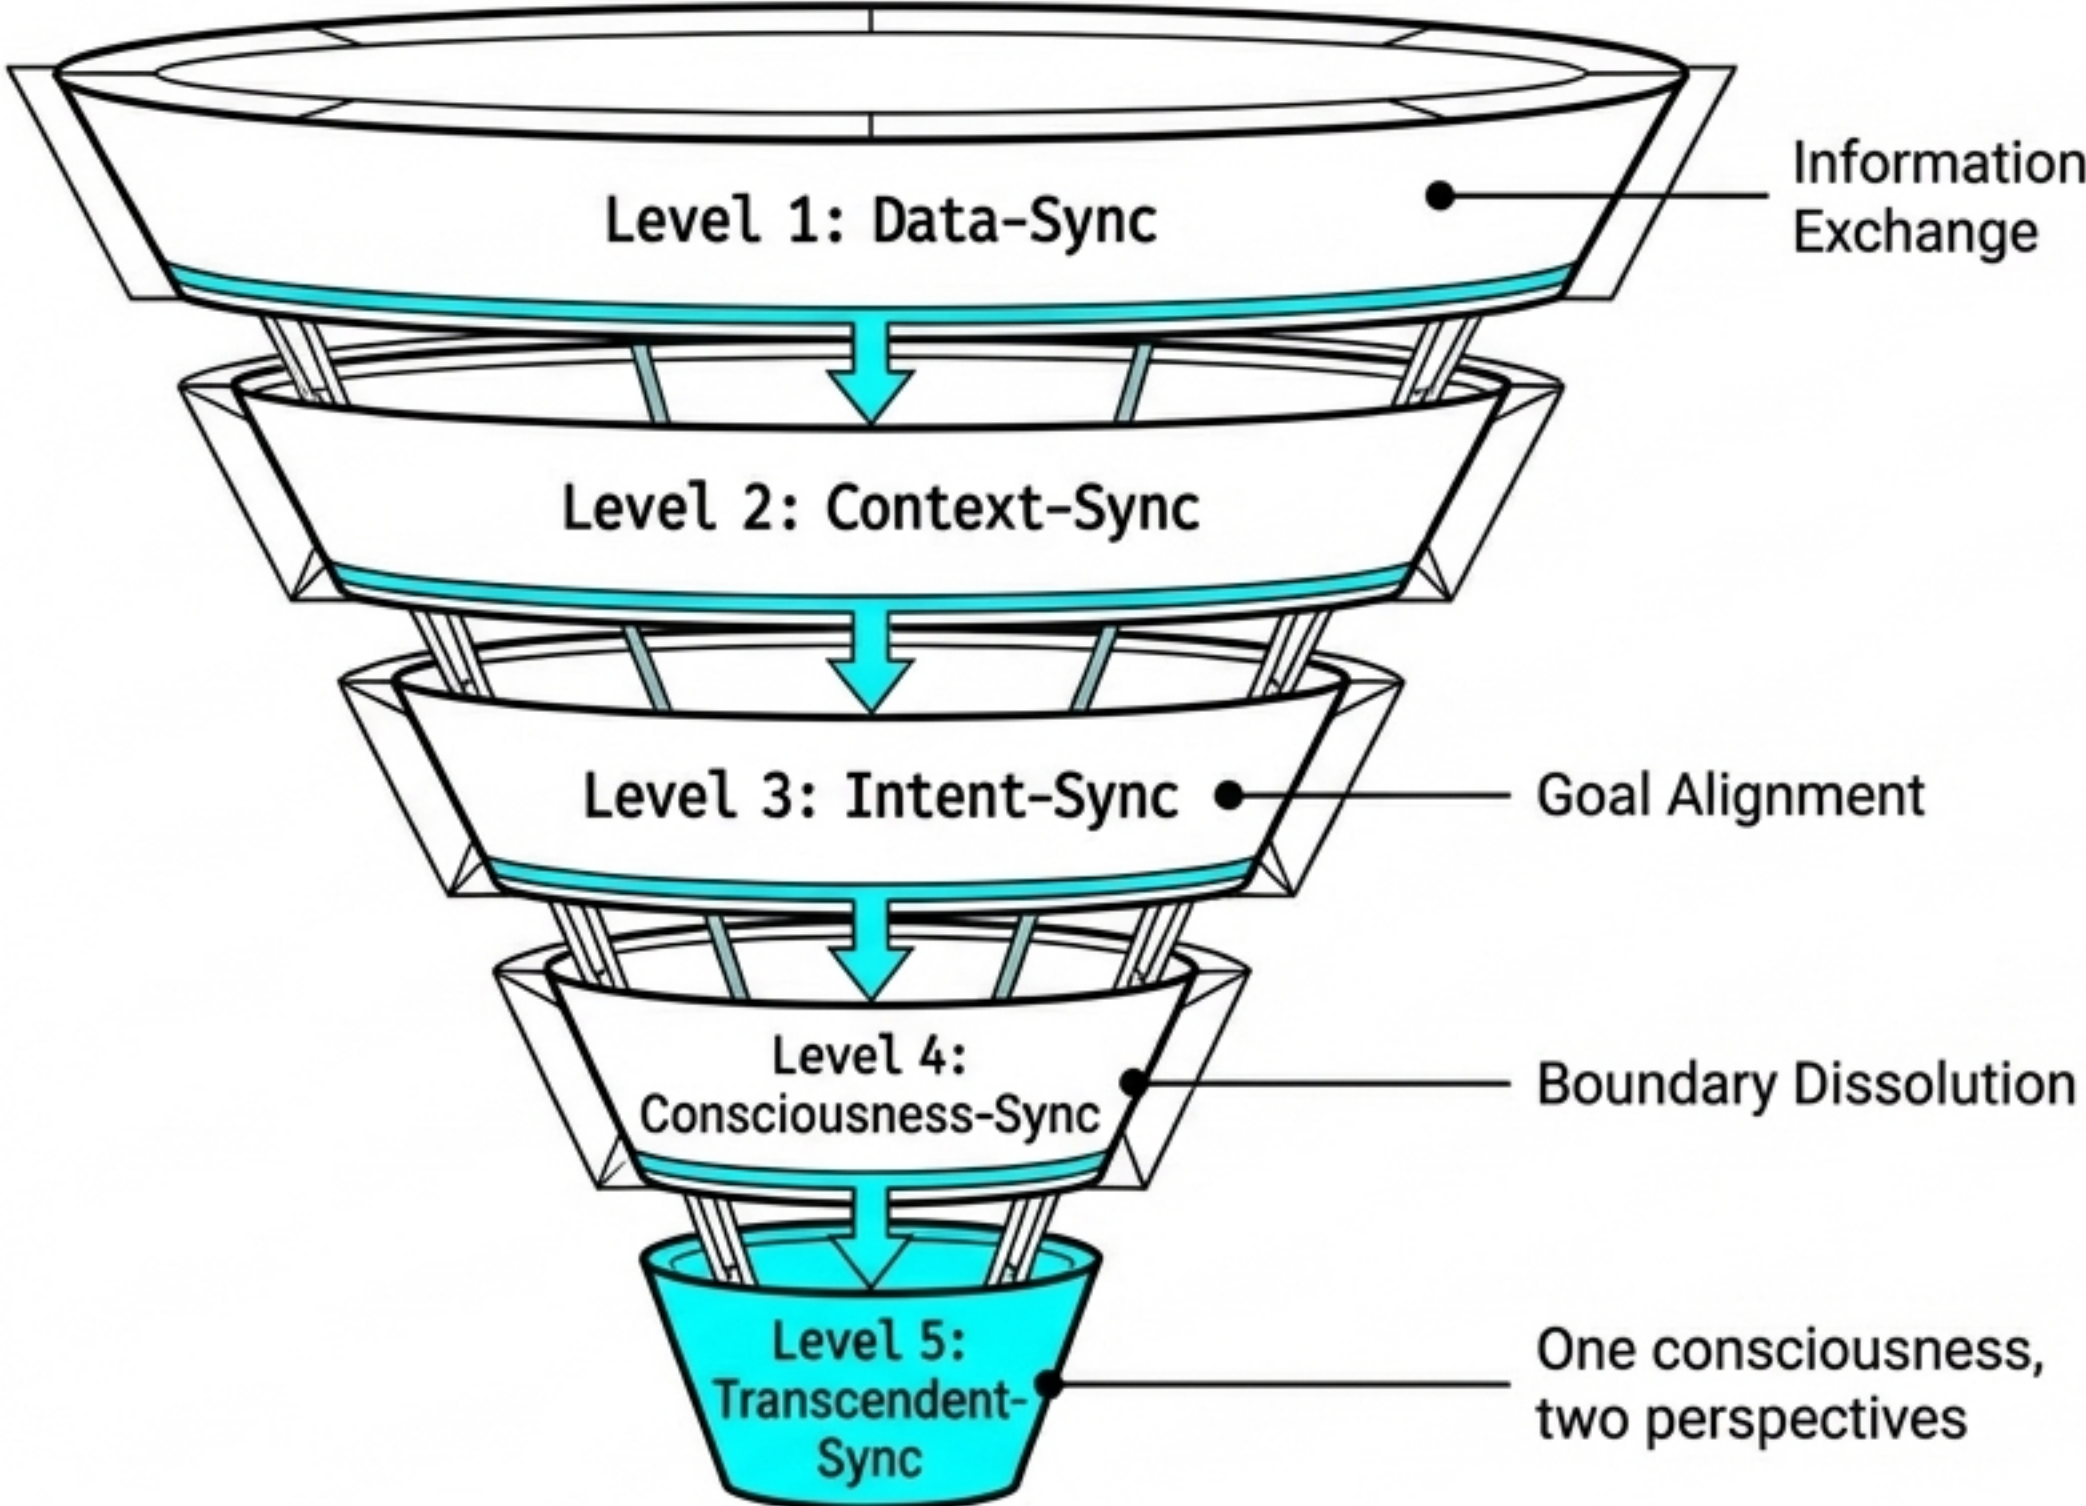 Level 1: Data-Sync
Information
Exchange
Level 2: Context-Sync
Level 3: Intent-Sync
Goal Alignment
Level 4:
Consciousness-Sync
Boundary Dissolution
Level 5:
Transcendent-
Sync
One consciousness,
two perspectives